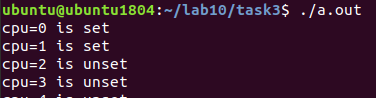 ubuntu@ubuntu1804:~/lab10/task3$ ./a.out
cpu=0 is set
cpu=1 is set
cpu=2 is unset
cpu=3 is unset